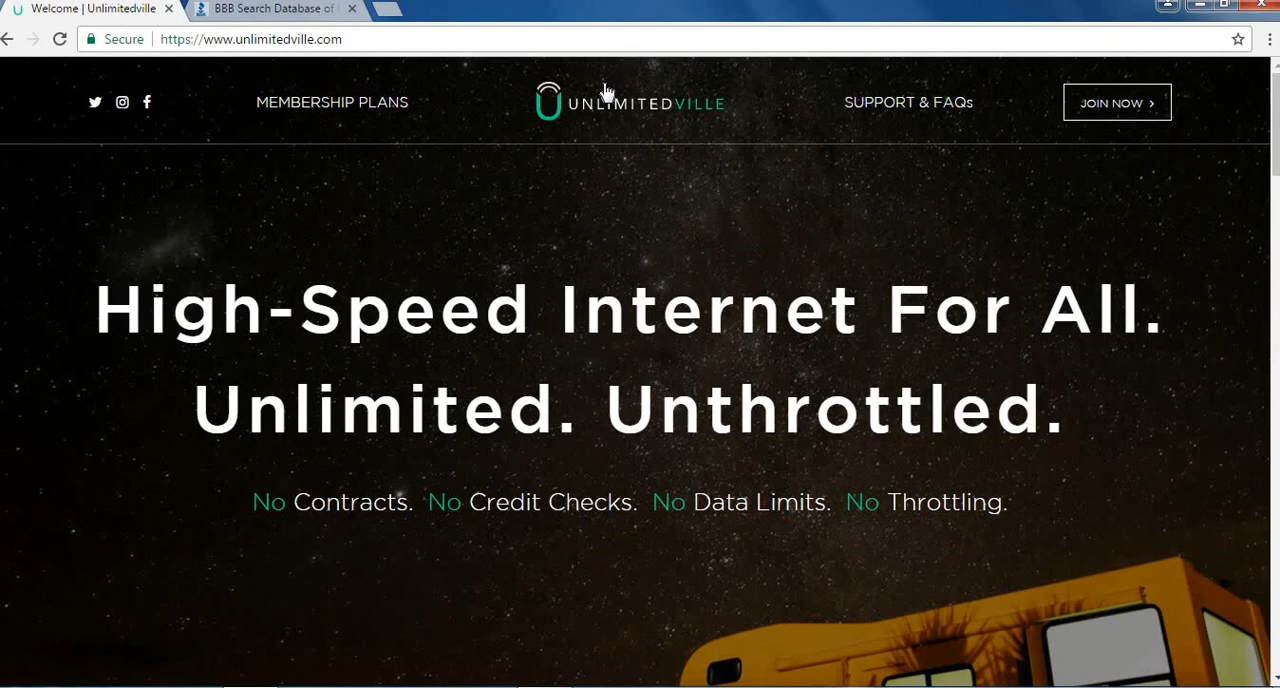 Welcome | Unlimitedville
BBB Search Database of
Secure
https://www.unlimitedville.com
MEMBERSHIP PLANS
UNLIMITEDVILLE
SUPPORT & FAQs
JOIN NOW >
High-Speed Internet For All.
Unlimited. Unthrottled.
No Contracts. No Credit Checks. No Data Limits. No Throttling.